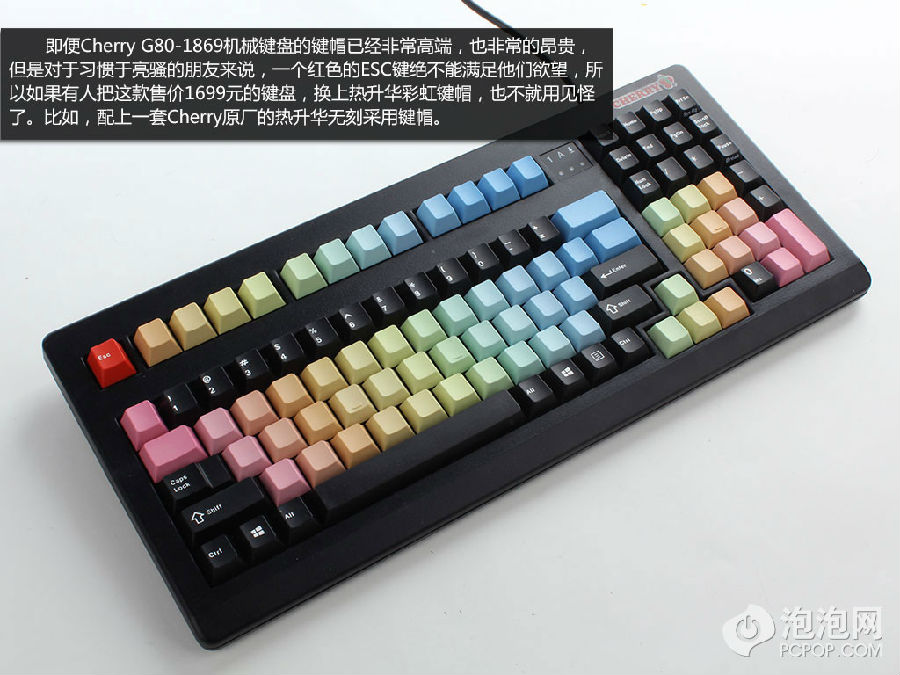 即便Cherry G80-1869机械键盘的键帽已经非常高端，也非常的昂贵，
但是对于习惯于亮骚的朋友来说，一个红色的ESC键绝不能满足他们欲望，所
以如果有人把这款售价1699元的键盘，换上热升华彩虹键帽，也不就用见怪
了。比如，配上一套Cherry原厂的热升华无刻采用键帽。
CHERRY
1 A
Esc
@ 2
# 3
$ 4
% 5
^ 6
Enter
Shift
Caps Lock
Shift
Ctrl
Alt
Alt
Ctrl
0
泡泡网
PCPOP.COM